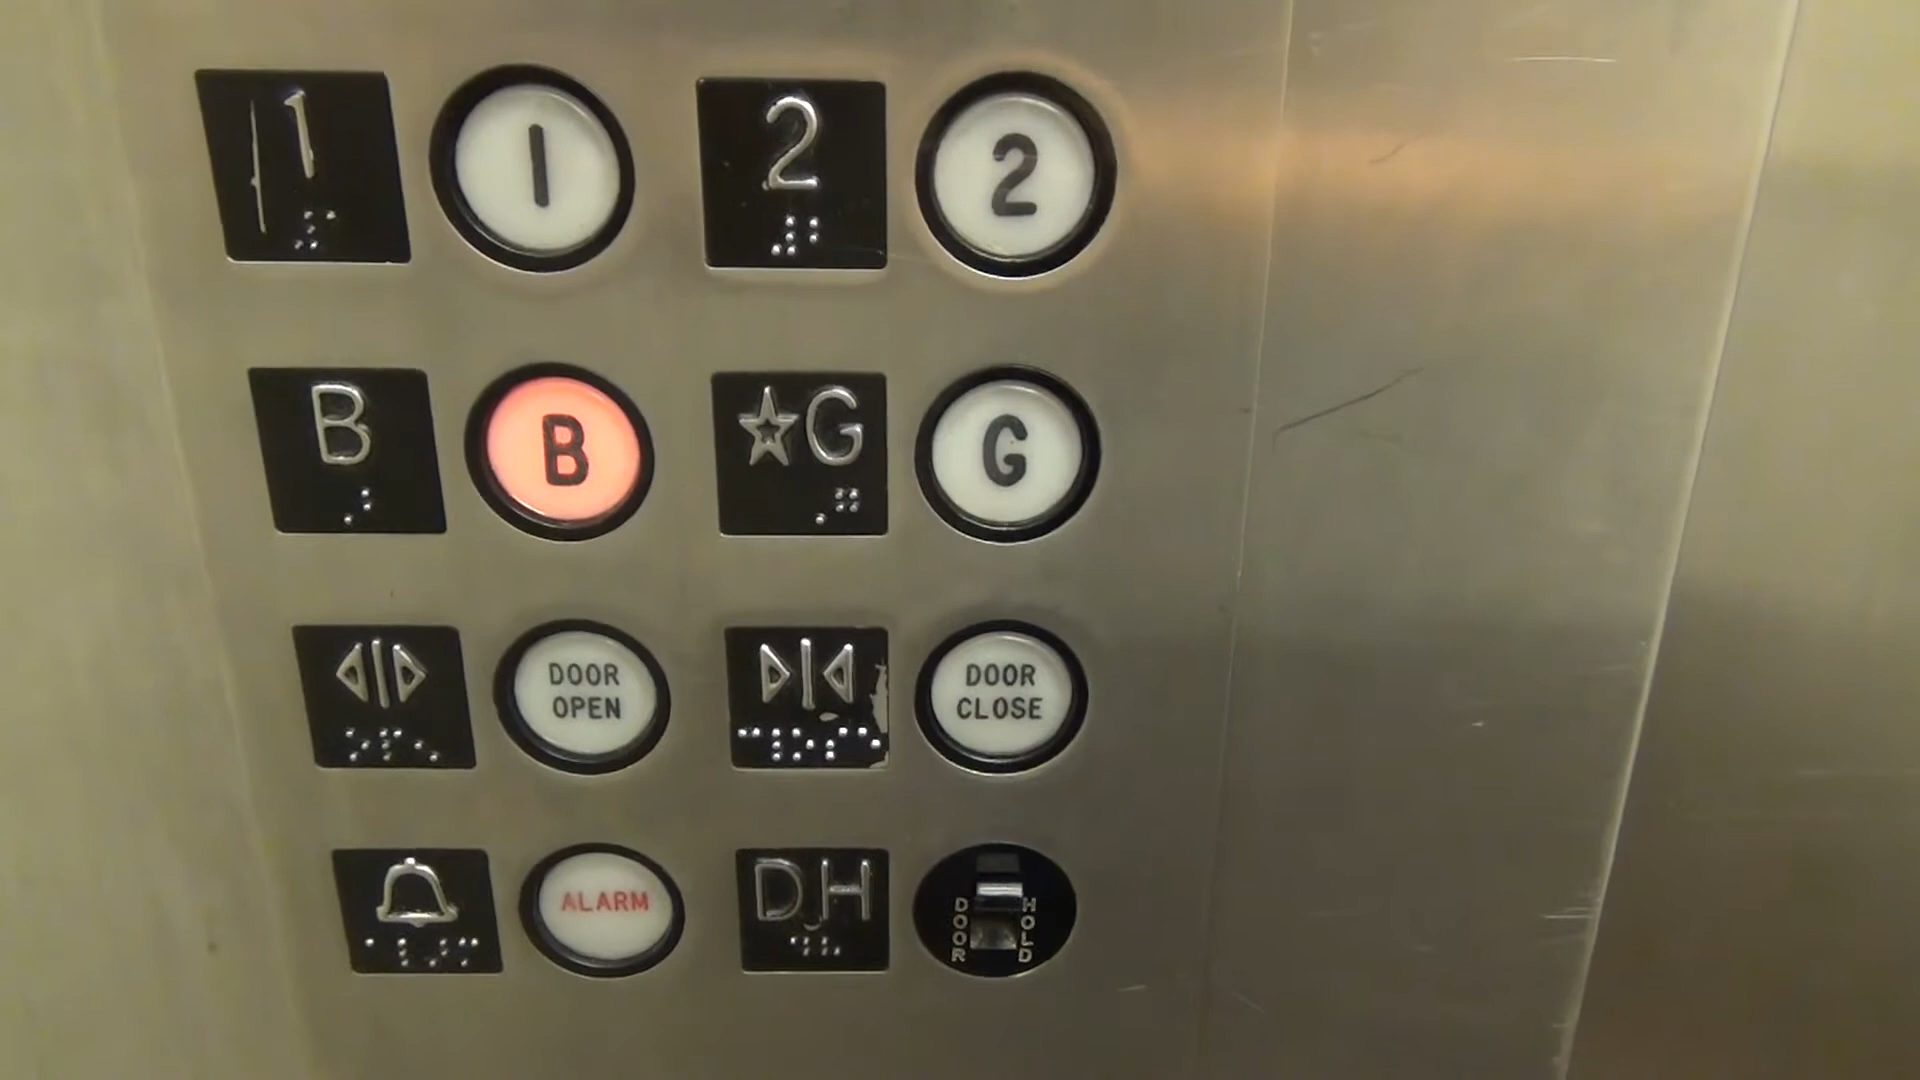 1 1 2 2
B B ☆G G
DOOR OPEN
DOOR CLOSE
ALARM DH DOOR HOLD